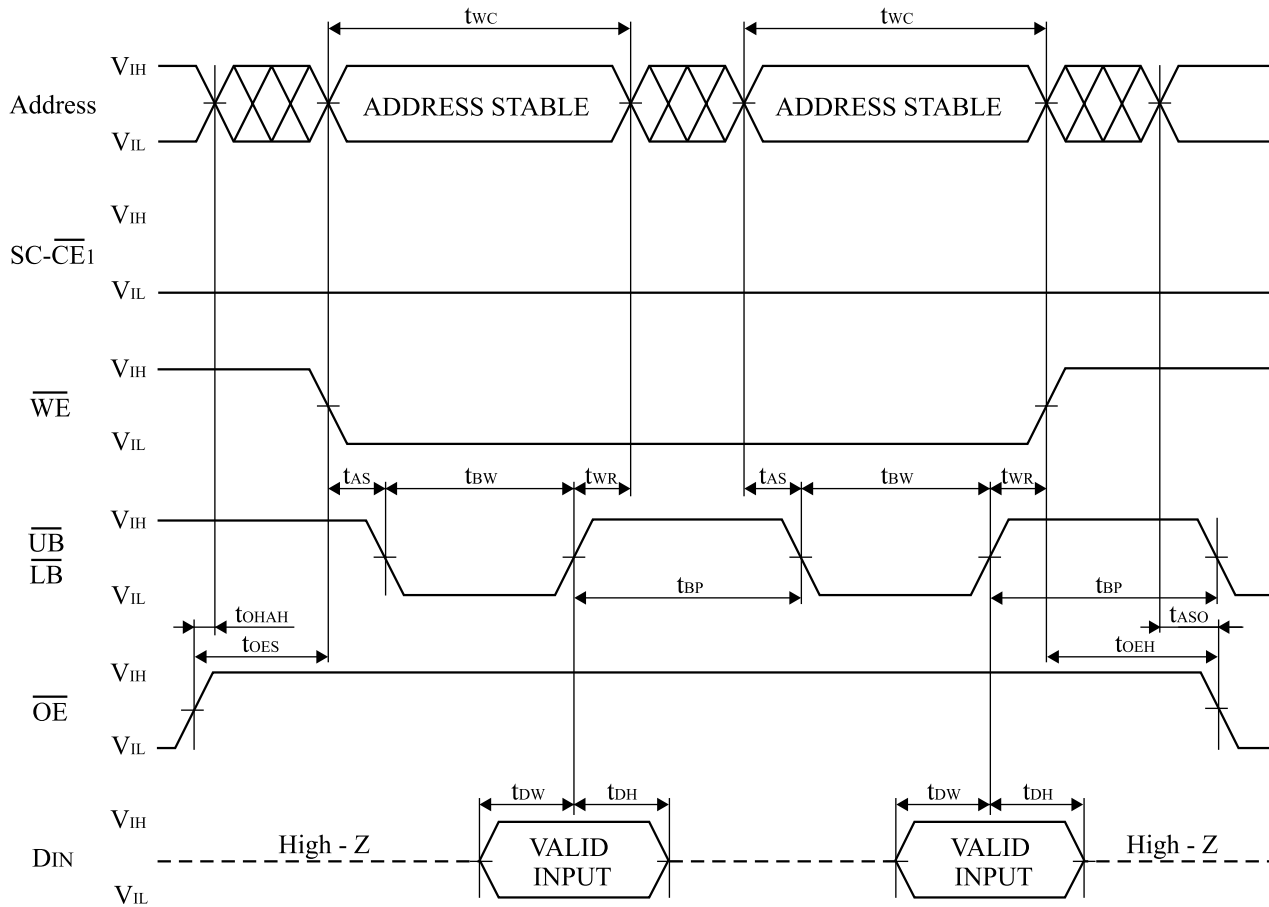 tWC tWC
VIH
Address ADDRESS STABLE ADDRESS STABLE
VIL
VIH
SC-CE1
VIL
VIH
WE
VIL
tAS tBW tWR tAS tBW tWR
VIH
UB
LB
tBP tBP
VIL
tOHAH tASO
tOES tOEH
VIH
OE
VIL
tDW tDH tDW tDH
VIH
High - Z VALID VALID High - Z
DIN
INPUT INPUT
VIL